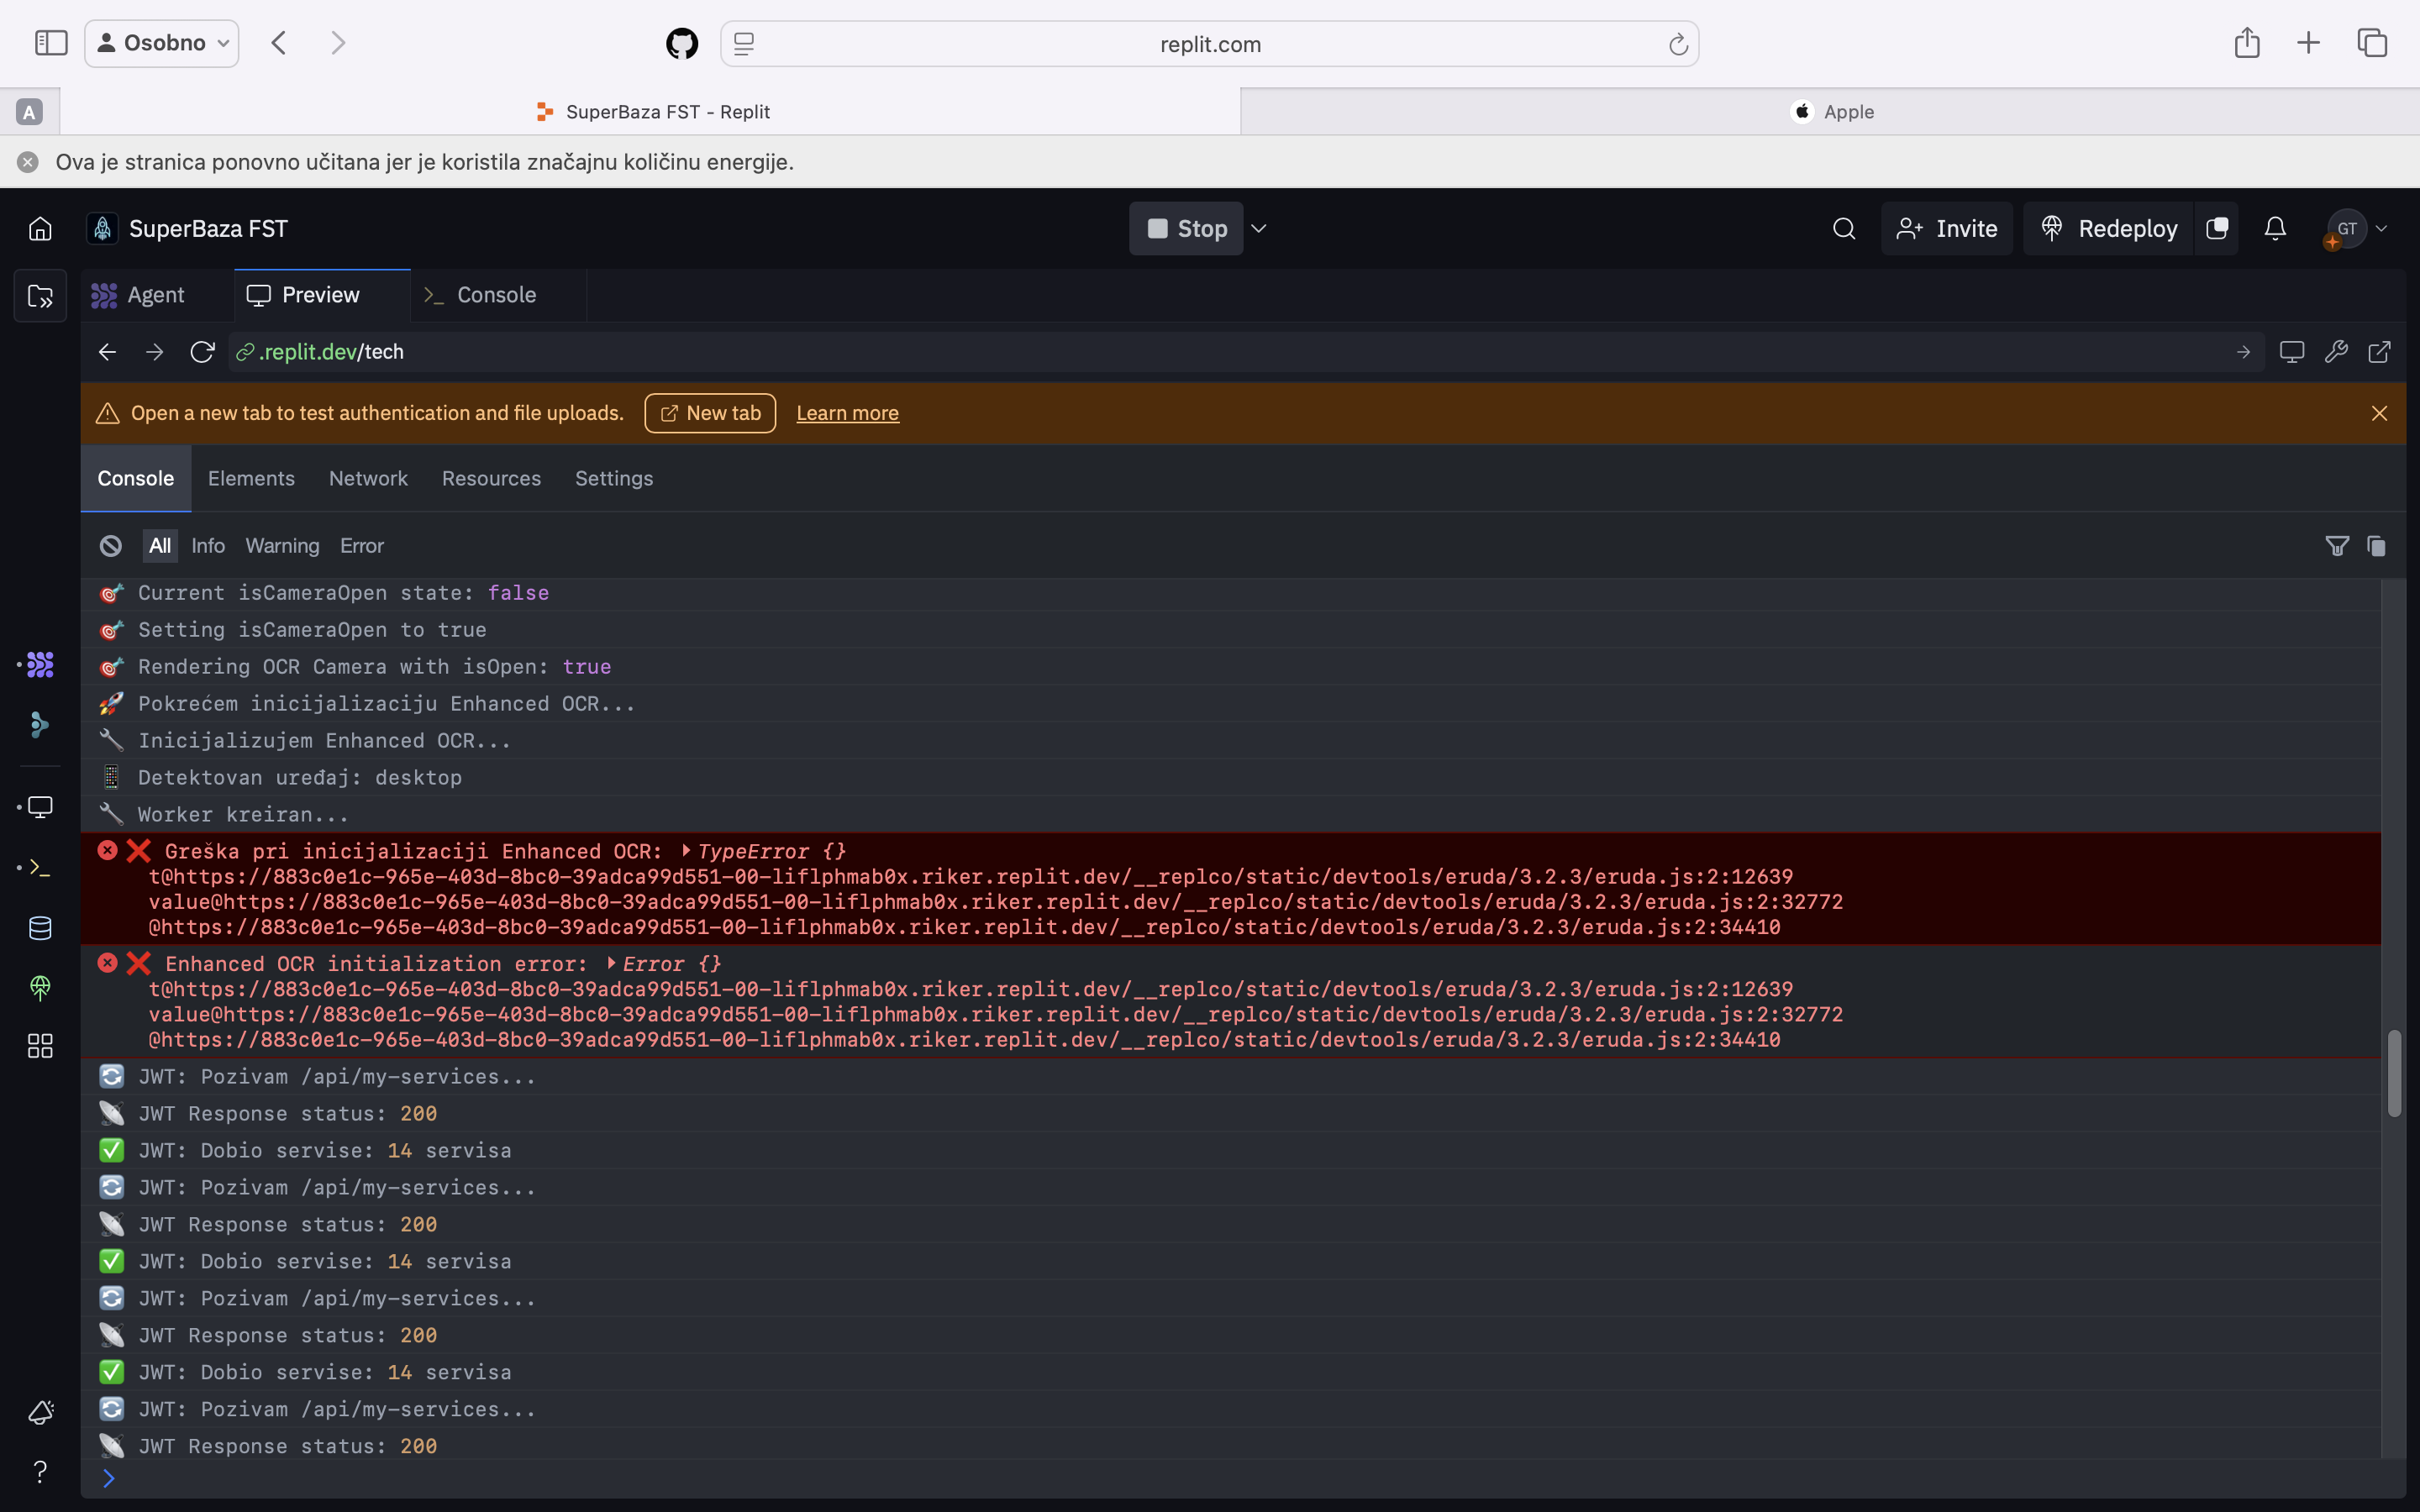 Osobno
replit.com
A
SuperBaza FST - Replit
Apple
Ova je stranica ponovno učitana jer je koristila značajnu količinu energije.
SuperBaza FST
Stop
Invite
Redeploy
GT
Agent
Preview
Console
.replit.dev/tech
Open a new tab to test authentication and file uploads.
New tab
Learn more
Console
Elements
Network
Resources
Settings
All
Info
Warning
Error
🎯 Current isCameraOpen state: false
🎯 Setting isCameraOpen to true
🎯 Rendering OCR Camera with isOpen: true
🚀 Pokrećem inicijalizaciju Enhanced OCR...
🔧 Inicijalizujem Enhanced OCR...
📱 Detektovan uređaj: desktop
🔧 Worker kreiran...
❌ Greška pri inicijalizaciji Enhanced OCR: ▸TypeError {}
t@https://883c0e1c-965e-403d-8bc0-39adca99d551-00-liflphmab0x.riker.replit.dev/__replco/static/devtools/eruda/3.2.3/eruda.js:2:12639
value@https://883c0e1c-965e-403d-8bc0-39adca99d551-00-liflphmab0x.riker.replit.dev/__replco/static/devtools/eruda/3.2.3/eruda.js:2:32772
@https://883c0e1c-965e-403d-8bc0-39adca99d551-00-liflphmab0x.riker.replit.dev/__replco/static/devtools/eruda/3.2.3/eruda.js:2:34410
❌ Enhanced OCR initialization error: ▸Error {}
t@https://883c0e1c-965e-403d-8bc0-39adca99d551-00-liflphmab0x.riker.replit.dev/__replco/static/devtools/eruda/3.2.3/eruda.js:2:12639
value@https://883c0e1c-965e-403d-8bc0-39adca99d551-00-liflphmab0x.riker.replit.dev/__replco/static/devtools/eruda/3.2.3/eruda.js:2:32772
@https://883c0e1c-965e-403d-8bc0-39adca99d551-00-liflphmab0x.riker.replit.dev/__replco/static/devtools/eruda/3.2.3/eruda.js:2:34410
🔄 JWT: Pozivam /api/my-services...
📡 JWT Response status: 200
✅ JWT: Dobio servise: 14 servisa
🔄 JWT: Pozivam /api/my-services...
📡 JWT Response status: 200
✅ JWT: Dobio servise: 14 servisa
🔄 JWT: Pozivam /api/my-services...
📡 JWT Response status: 200
✅ JWT: Dobio servise: 14 servisa
🔄 JWT: Pozivam /api/my-services...
📡 JWT Response status: 200